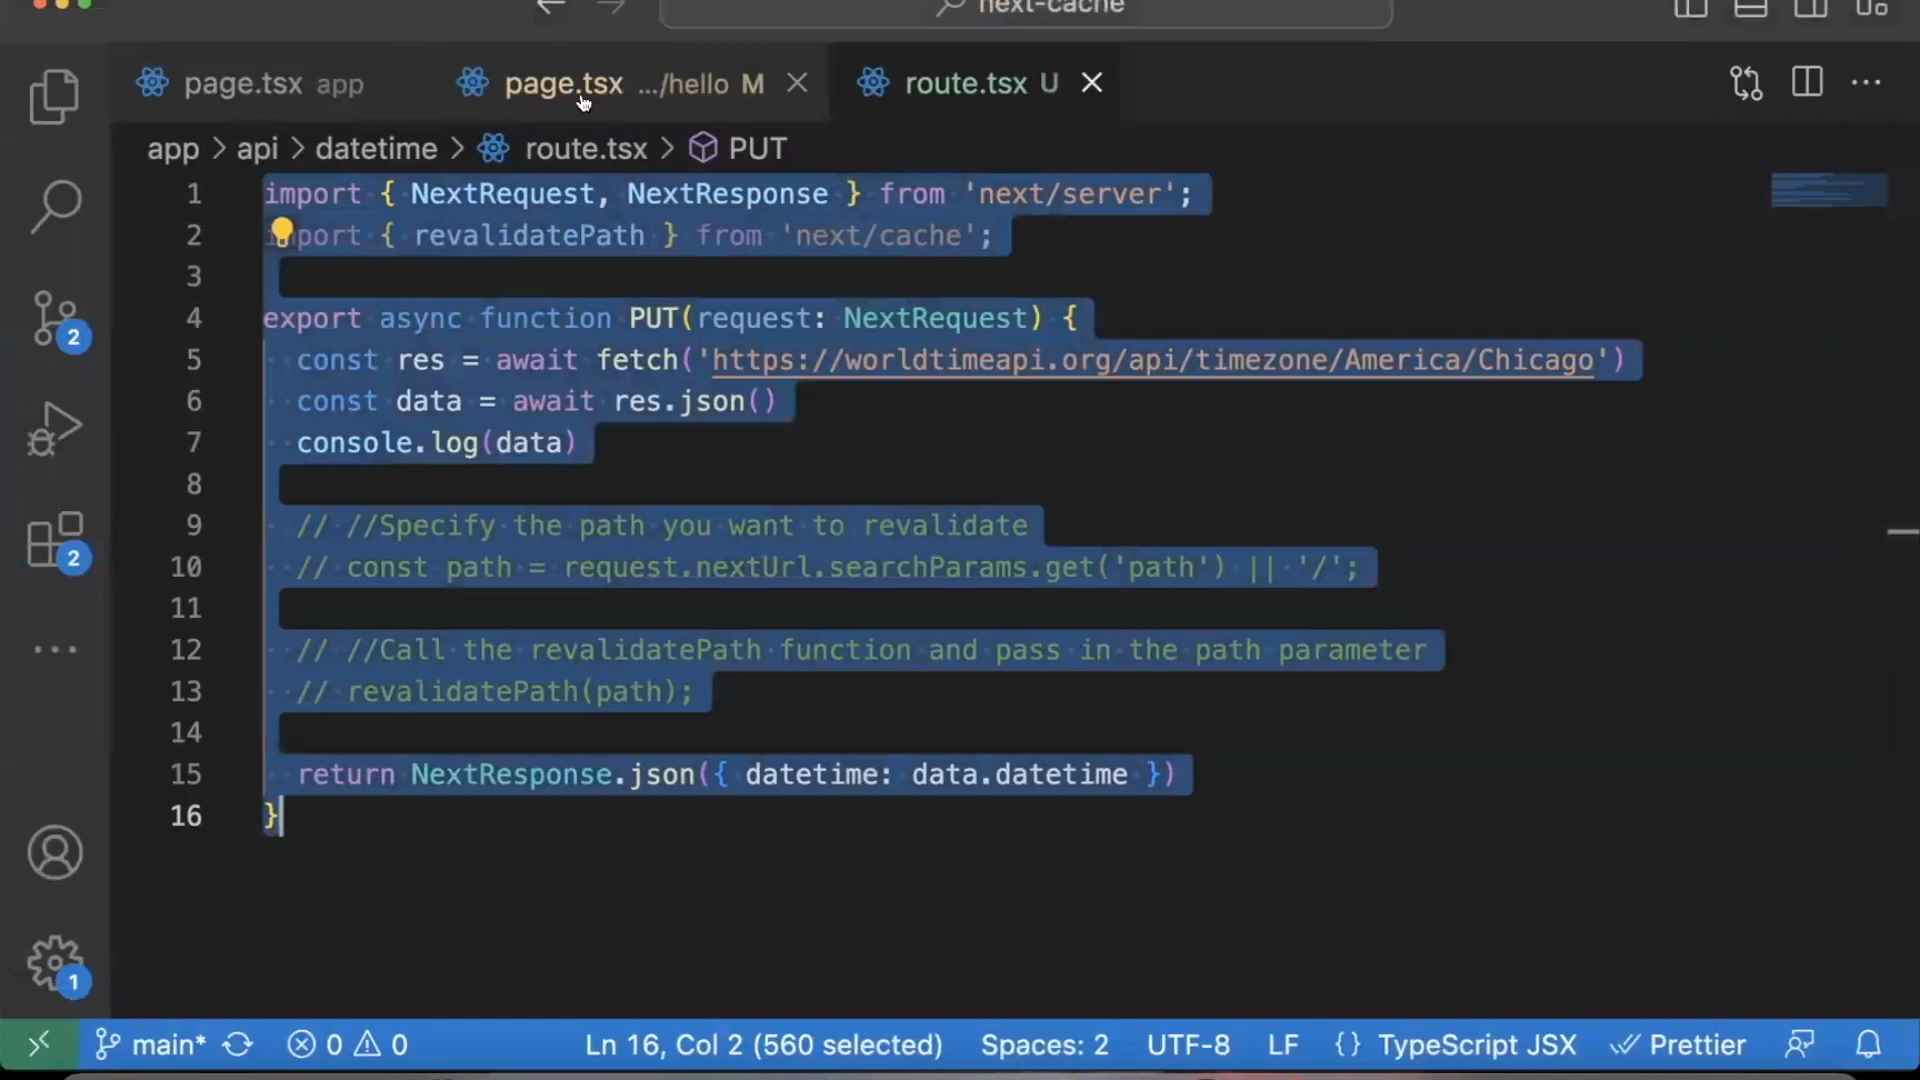 next-cache
page.tsx app
page.tsx .../hello M
route.tsx U
app > api > datetime > route.tsx > PUT
1 import { NextRequest, NextResponse } from 'next/server';
2 import { revalidatePath } from 'next/cache';
3
4 export async function PUT(request: NextRequest) {
5 const res = await fetch('https://worldtimeapi.org/api/timezone/America/Chicago')
6 const data = await res.json()
7 console.log(data)
8
9 // //Specify the path you want to revalidate
10 // const path = request.nextUrl.searchParams.get('path') || '/';
11
12 // //Call the revalidatePath function and pass in the path parameter
13 // revalidatePath(path);
14
15 return NextResponse.json({ datetime: data.datetime })
16 }
2
2
1
main* 0 0 Ln 16, Col 2 (560 selected) Spaces: 2 UTF-8 LF {} TypeScript JSX Prettier